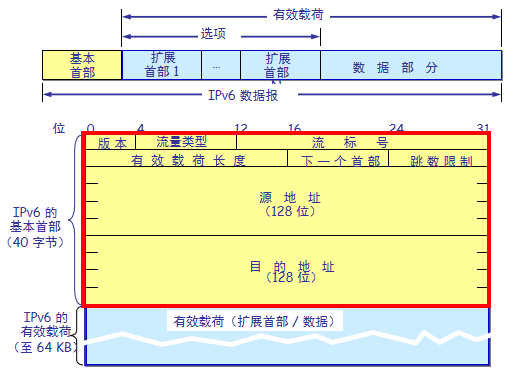 有效载荷
选项
基本
首部
扩展
首部 1
...
扩展
首部
数 据 部 分
IPv6 数据报
位 0 4 12 16 24 31
版 本 流量类型 流 标 号
有 效 载 荷 长 度 下 一 个 首 部 跳 数 限 制
源 地 址
（128 位）
IPv6 的
基本首部
（40 字节）
目 的 地 址
（128 位）
IPv6 的
有效载荷
（至 64 KB）
有效载荷（扩展首部 / 数据）